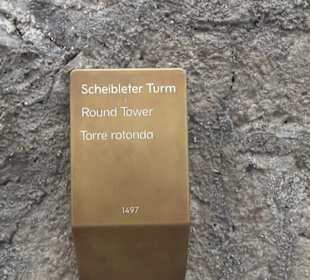 Scheibleter Turm
Round Tower
Torre rotonda
1497